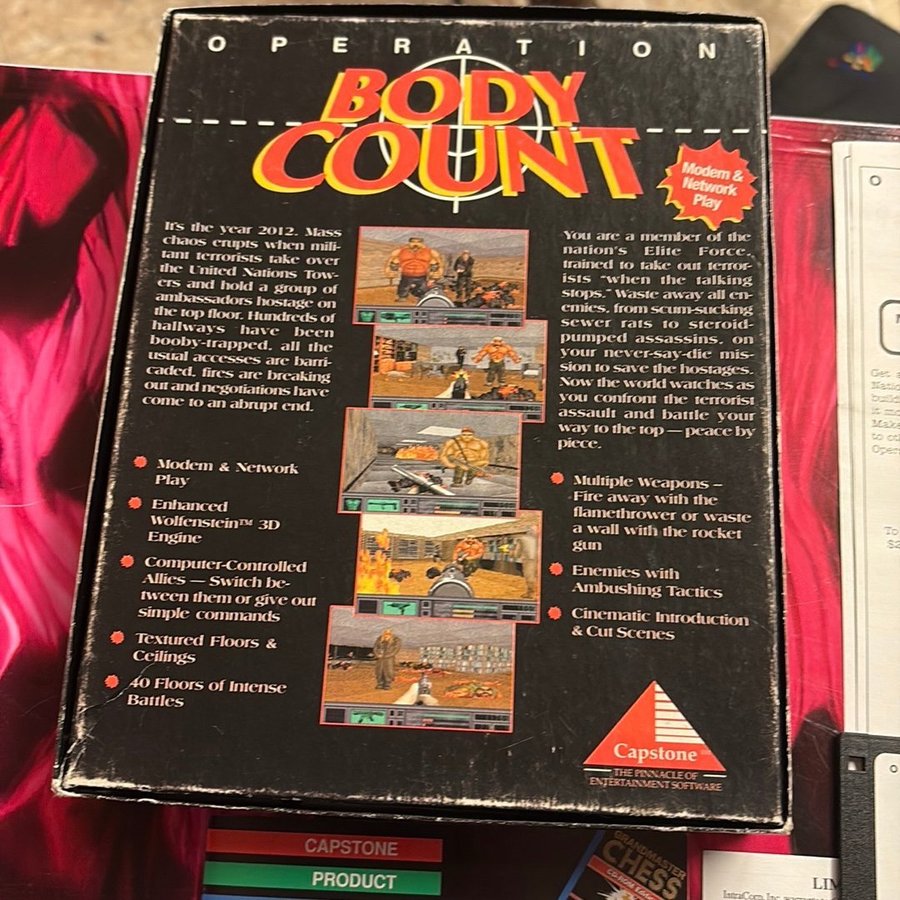 OPERATION
BODY
COUNT
Modem &
Network
Play
It's the year 2012. Mass
chaos erupts when mili-
tant terrorists take over
the United Nations Tow-
ers and hold a group of
ambassadors hostage on
the top floor. Hundreds of
hallways have been
booby-trapped, all the
usual accesses are barri-
caded, fires are breaking
out and negotiations have
come to an abrupt end.
Modem & Network
Play
Enhanced
Wolfenstein™ 3D
Engine
Computer-Controlled
Allies — Switch be-
tween them or give out
simple commands
Textured Floors &
Ceilings
40 Floors of Intense
Battles
You are a member of the
nation's Elite Force,
trained to take out terror-
ists "when the talking
stops." Waste away all en-
emies, from scum-sucking
sewer rats to steroid-
pumped assassins, on
your never-say-die mis-
sion to save the hostages.
Now the world watches as
you confront the terrorist
assault and battle your
way to the top — peace by
piece.
Multiple Weapons –
Fire away with the
flamethrower or waste
a wall with the rocket
gun
Enemies with
Ambushing Tactics
Cinematic Introduction
& Cut Scenes
Capstone
THE PINNACLE OF
ENTERTAINMENT SOFTWARE
CAPSTONE
PRODUCT
GRANDMASTER
CHESS
CD-ROM
Get
Make
To
LIM
IntraCorp, Inc.